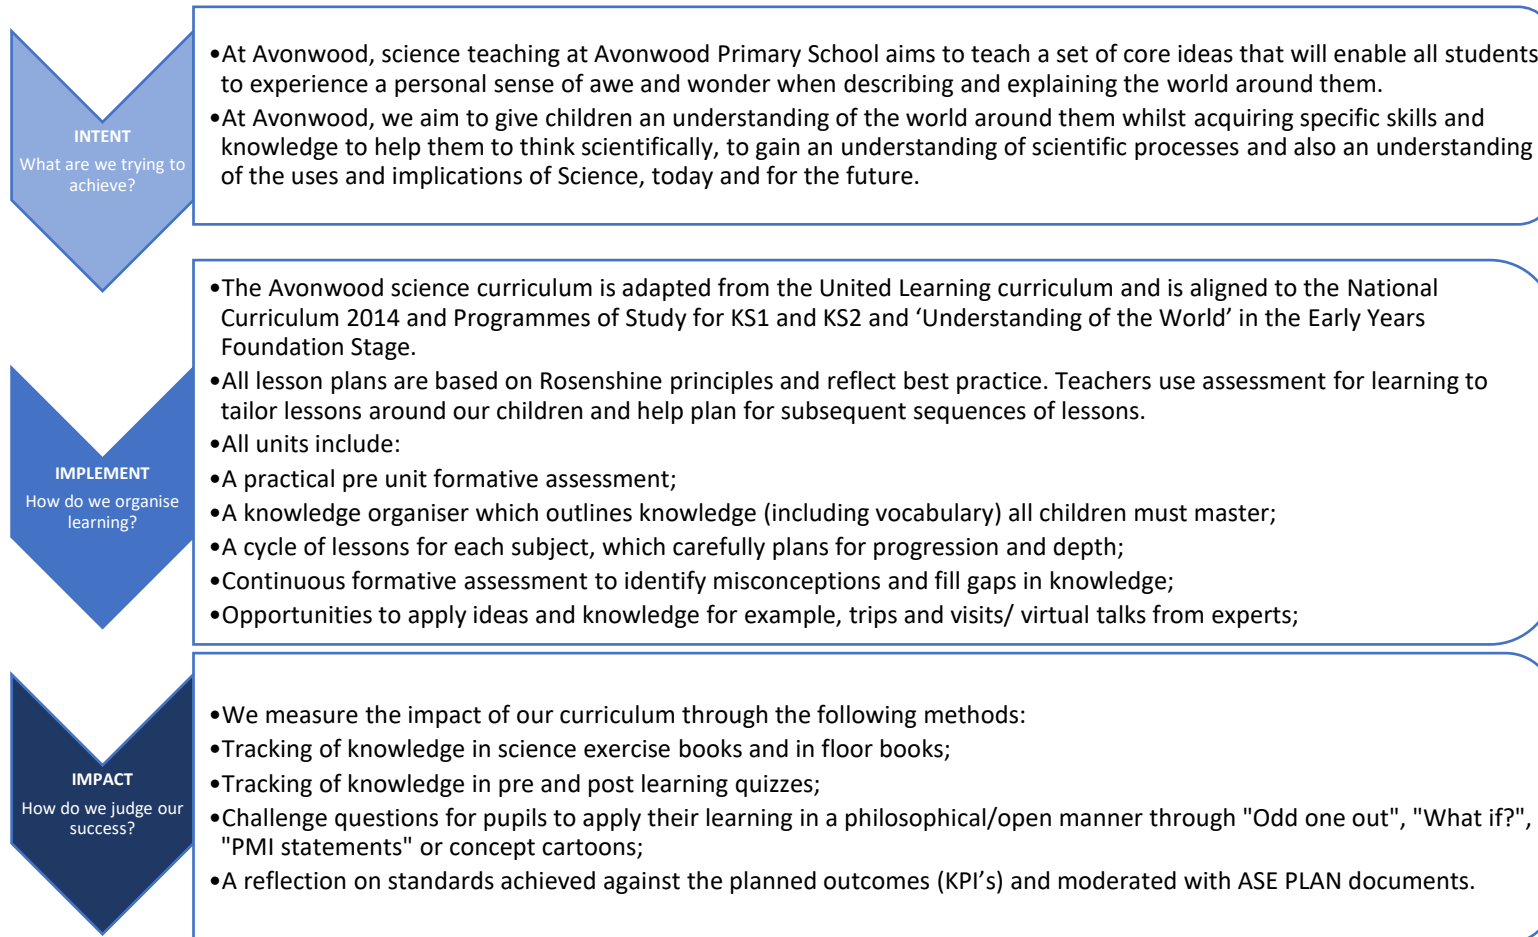 INTENT
What are we trying to
achieve?
•At Avonwood, science teaching at Avonwood Primary School aims to teach a set of core ideas that will enable all students
to experience a personal sense of awe and wonder when describing and explaining the world around them.
•At Avonwood, we aim to give children an understanding of the world around them whilst acquiring specific skills and
knowledge to help them to think scientifically, to gain an understanding of scientific processes and also an understanding
of the uses and implications of Science, today and for the future.
IMPLEMENT
How do we organise
learning?
•The Avonwood science curriculum is adapted from the United Learning curriculum and is aligned to the National
Curriculum 2014 and Programmes of Study for KS1 and KS2 and ‘Understanding of the World’ in the Early Years
Foundation Stage.
•All lesson plans are based on Rosenshine principles and reflect best practice. Teachers use assessment for learning to
tailor lessons around our children and help plan for subsequent sequences of lessons.
•All units include:
•A practical pre unit formative assessment;
•A knowledge organiser which outlines knowledge (including vocabulary) all children must master;
•A cycle of lessons for each subject, which carefully plans for progression and depth;
•Continuous formative assessment to identify misconceptions and fill gaps in knowledge;
•Opportunities to apply ideas and knowledge for example, trips and visits/ virtual talks from experts;
IMPACT
How do we judge our
success?
•We measure the impact of our curriculum through the following methods:
•Tracking of knowledge in science exercise books and in floor books;
•Tracking of knowledge in pre and post learning quizzes;
•Challenge questions for pupils to apply their learning in a philosophical/open manner through "Odd one out", "What if?",
"PMI statements" or concept cartoons;
•A reflection on standards achieved against the planned outcomes (KPI’s) and moderated with ASE PLAN documents.